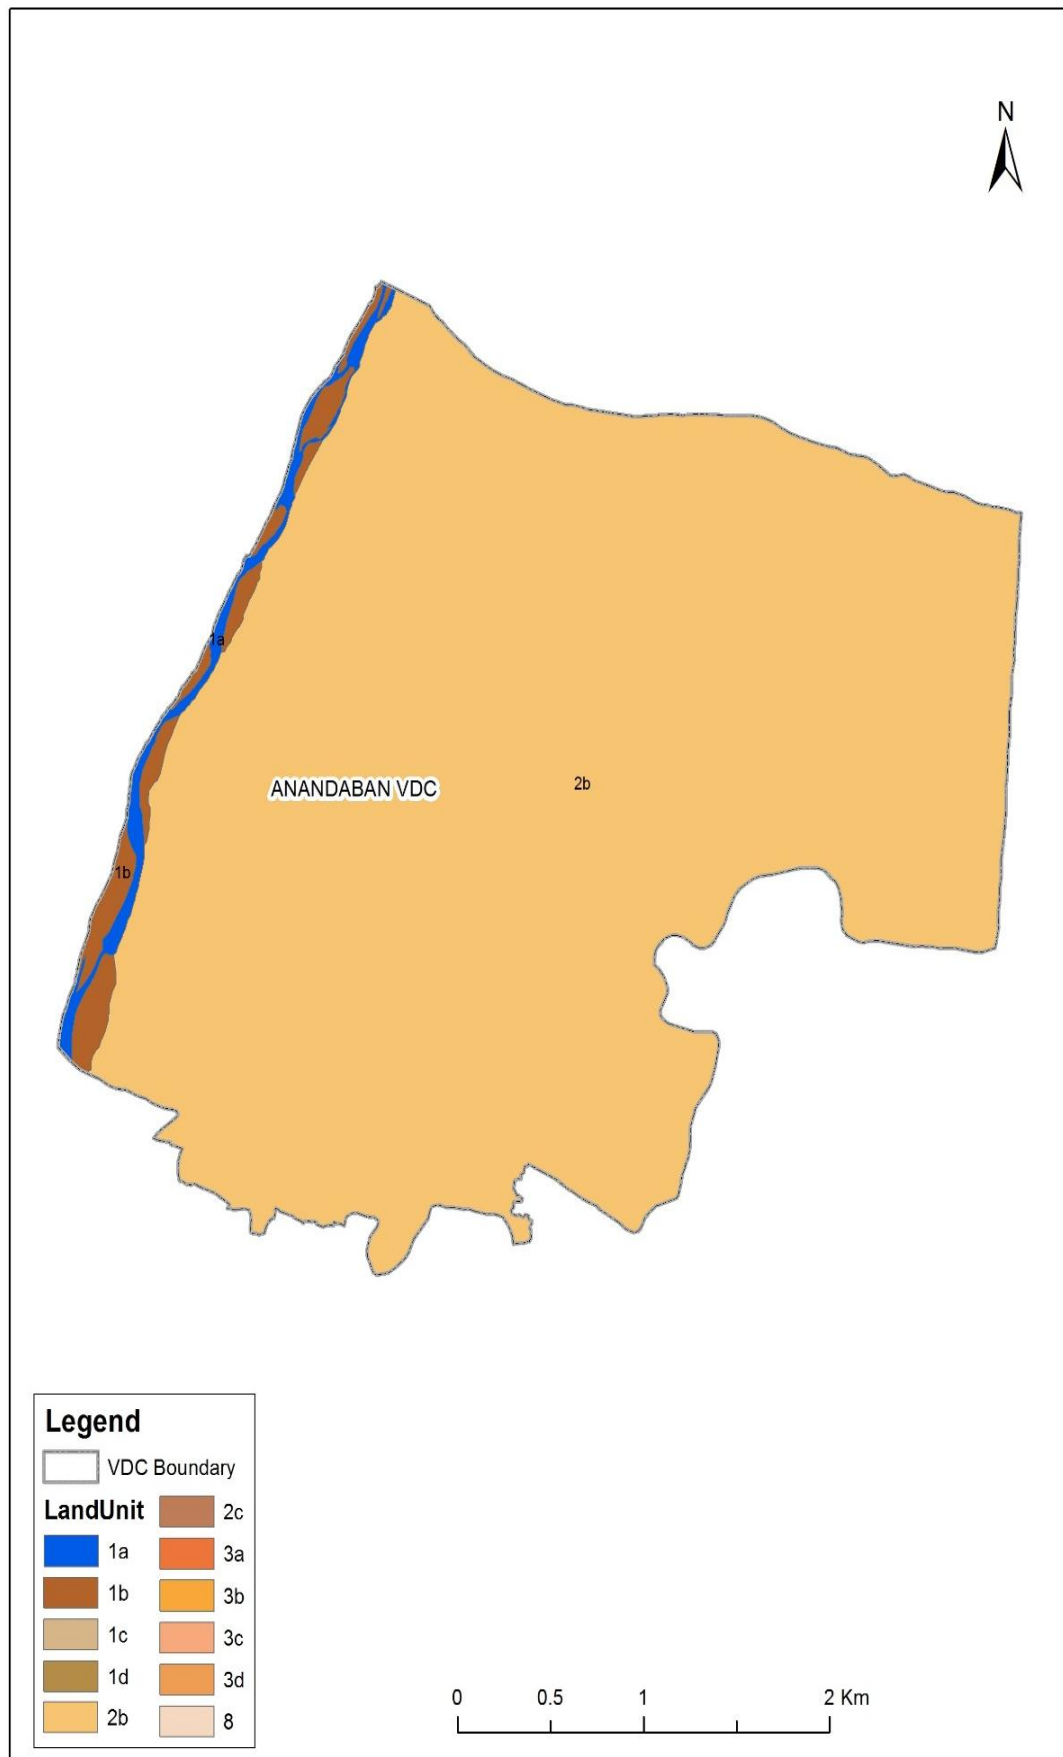 N
1a
ANANDABAN VDC
2b
1b
Legend
VDC Boundary
LandUnit
1a
1b
1c
1d
2b
2c
3a
3b
3c
3d
8
0 0.5 1 2 Km